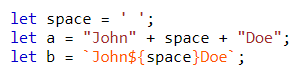 let space = ' ';
let a = "John" + space + "Doe";
let b = `John${space}Doe`;